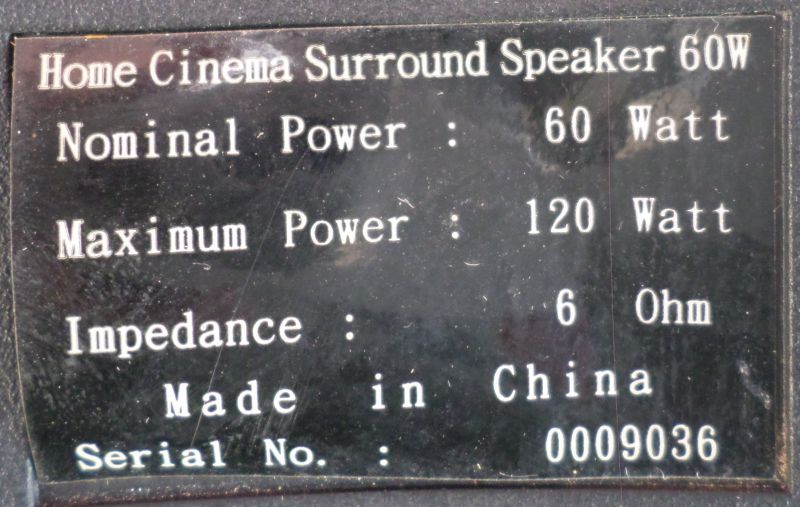 Home Cinema Surround Speaker 60W
Nominal Power : 60 Watt
Maximum Power : 120 Watt
Impedance : 6 Ohm
Made in China
Serial No. : 0009036